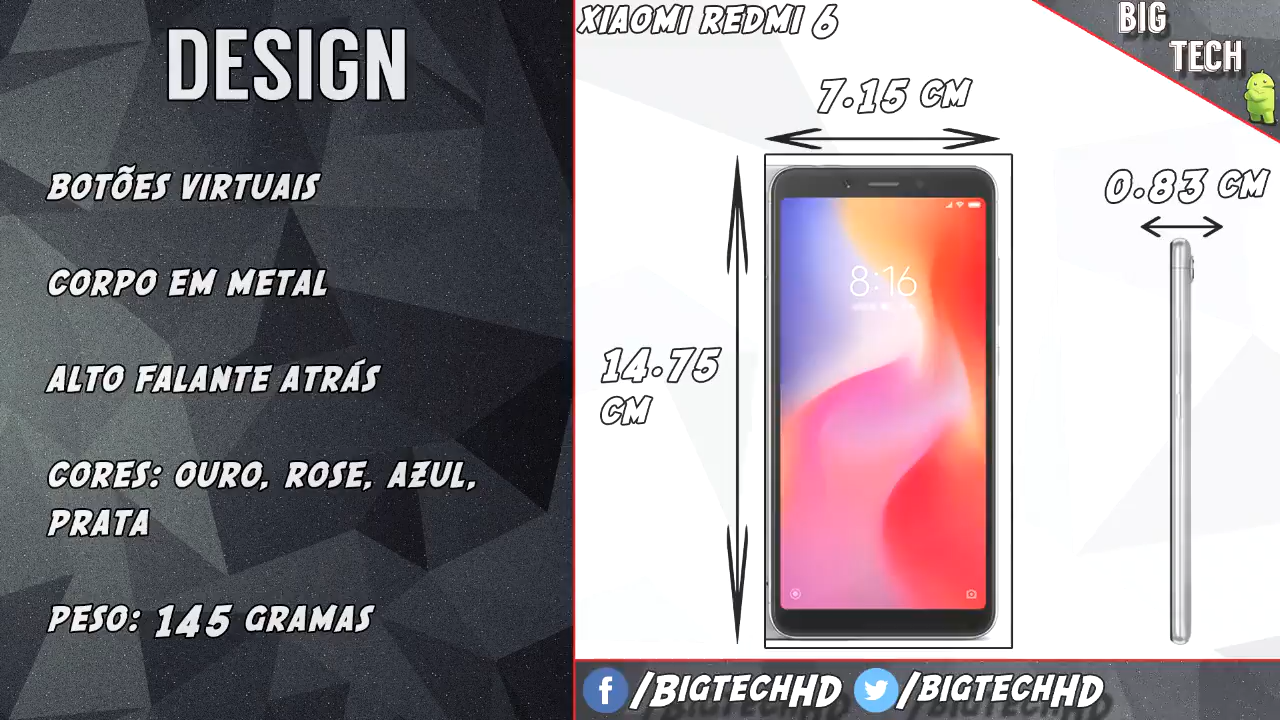 DESIGN
BOTÕES VIRTUAIS
CORPO EM METAL
ALTO FALANTE ATRÁS
CORES: OURO, ROSE, AZUL,
PRATA
PESO: 145 GRAMAS
XIAOMI REDMI 6
BIG
TECH
7.15 CM
0.83 CM
8:16
14.75
CM
/BIGTECHHD
/BIGTECHHD